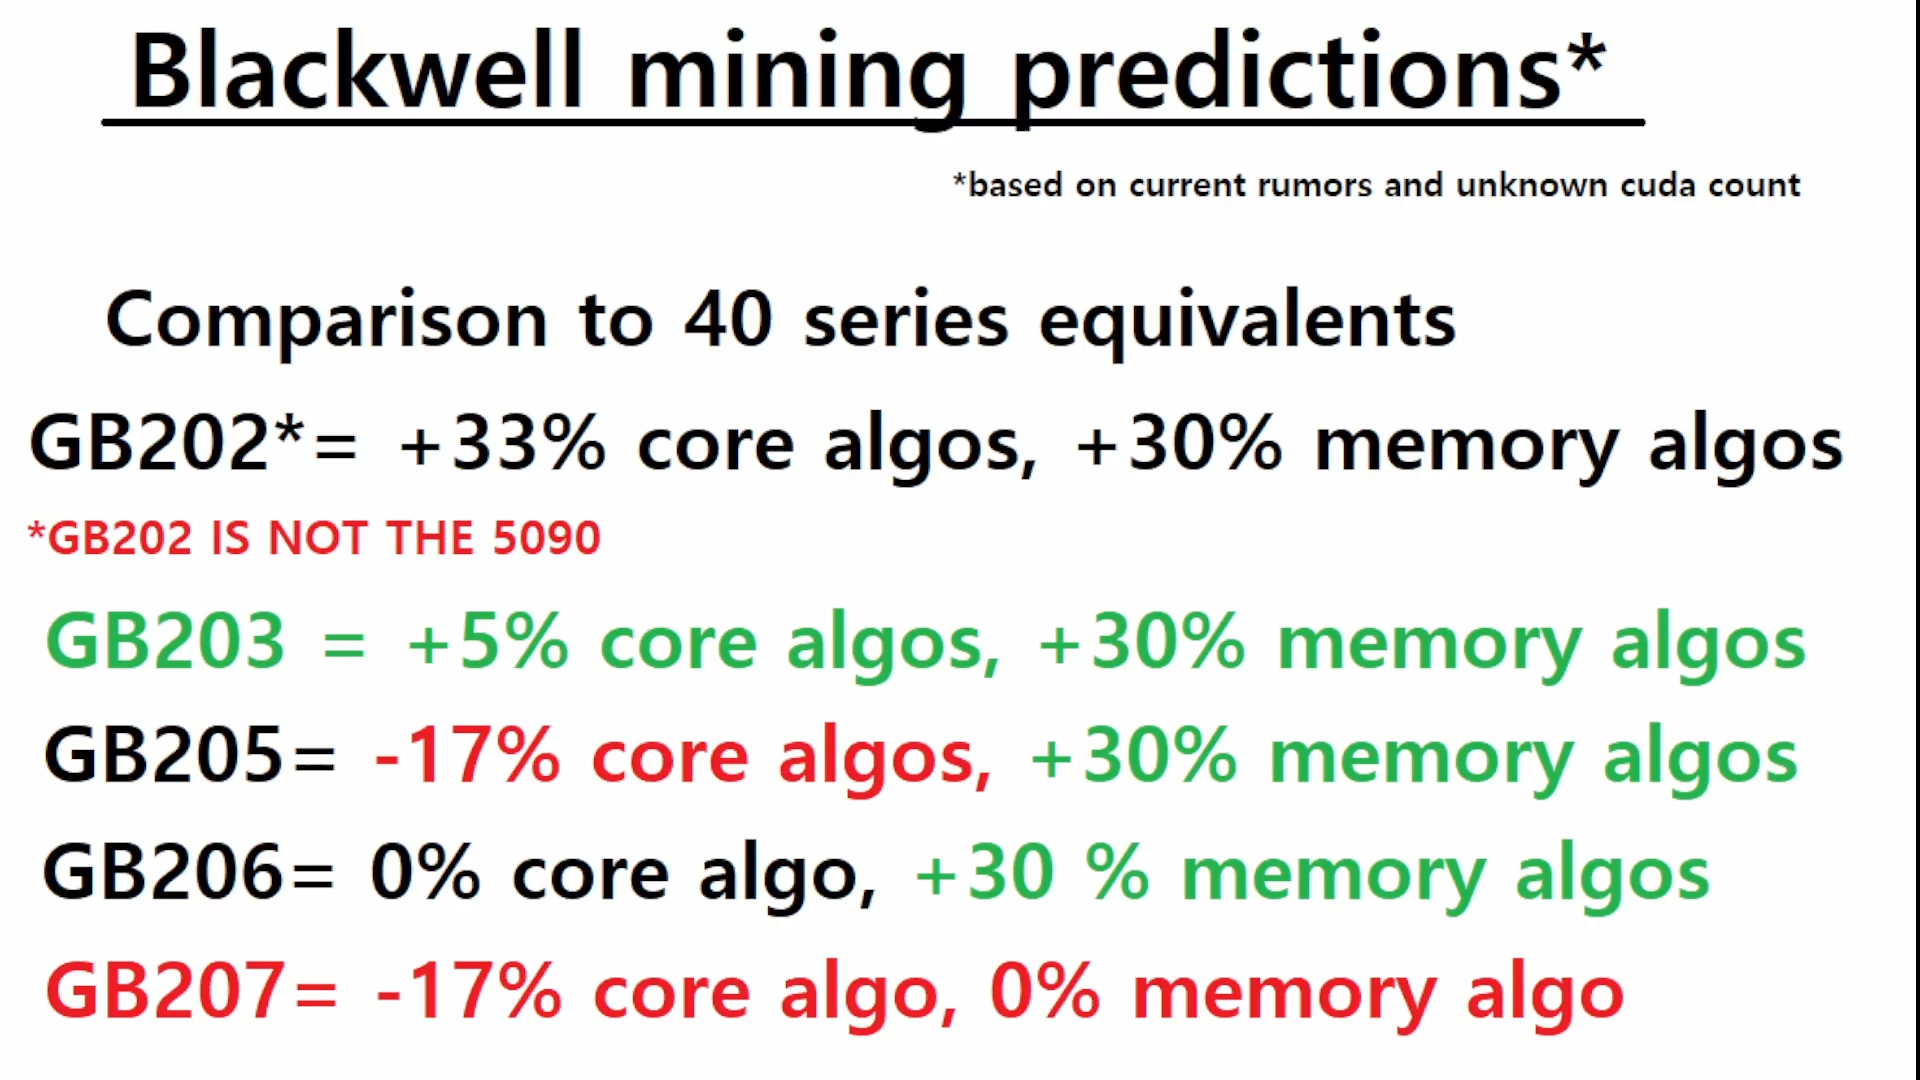 Blackwell mining predictions*
*based on current rumors and unknown cuda count
Comparison to 40 series equivalents
GB202*= +33% core algos, +30% memory algos
*GB202 IS NOT THE 5090
GB203 = +5% core algos, +30% memory algos
GB205= -17% core algos, +30% memory algos
GB206= 0% core algo, +30 % memory algos
GB207= -17% core algo, 0% memory algo